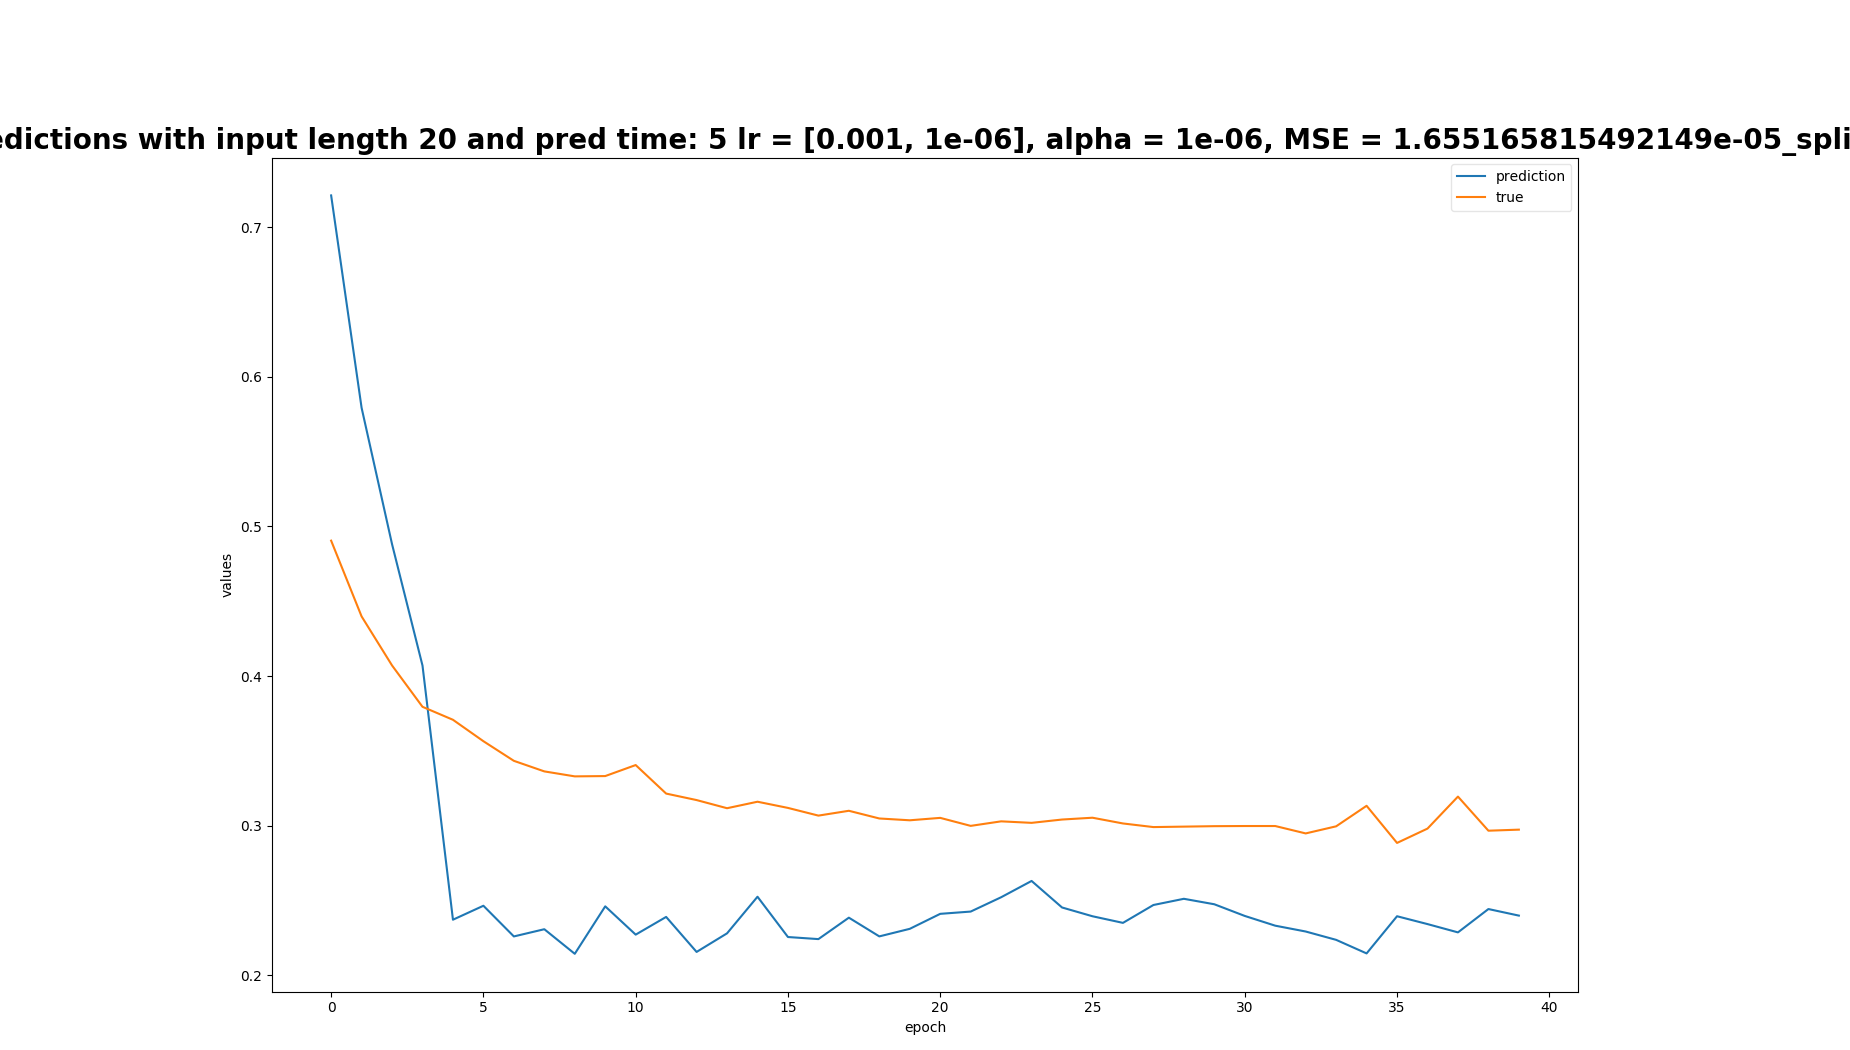 edictions with input length 20 and pred time: 5 lr = [0.001, 1e-06], alpha = 1e-06, MSE = 1.655165815492149e-05_spli
prediction
true
0.7
0.6
0.5
0.4
0.3
0.2
values
0 5 10 15 20 25 30 35 40
epoch